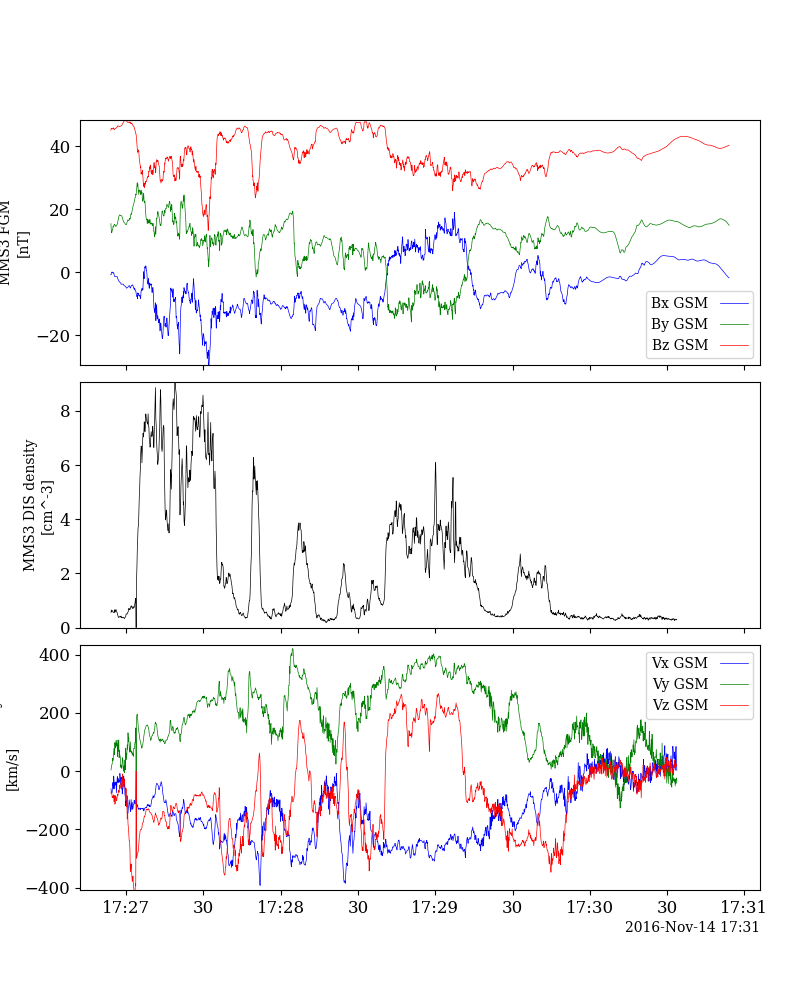 40
20
0
−20
MMS3 FGM
[nT]
Bx GSM
By GSM
Bz GSM
8
6
4
2
0
MMS3 DIS density
[cm^-3]
400
200
0
−200
−400
[km/s]
Vx GSM
Vy GSM
Vz GSM
17:27 30 17:28 30 17:29 30 17:30 30 17:31
2016-Nov-14 17:31